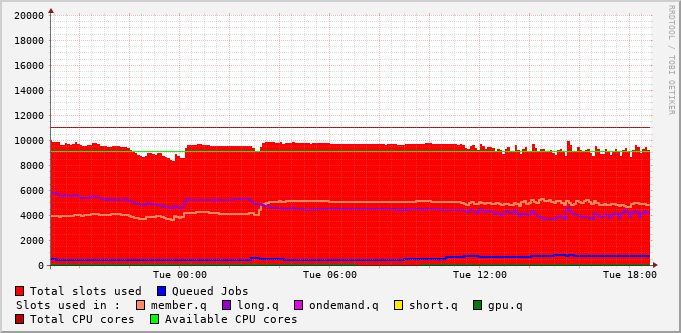 20000
18000
16000
14000
12000
10000
8000
6000
4000
2000
0
Tue 00:00 Tue 06:00 Tue 12:00 Tue 18:00
RRDTOOL / TOBI OETIKER
Total slots used Queued Jobs
Slots used in : member.q long.q ondemand.q short.q gpu.q
Total CPU cores Available CPU cores